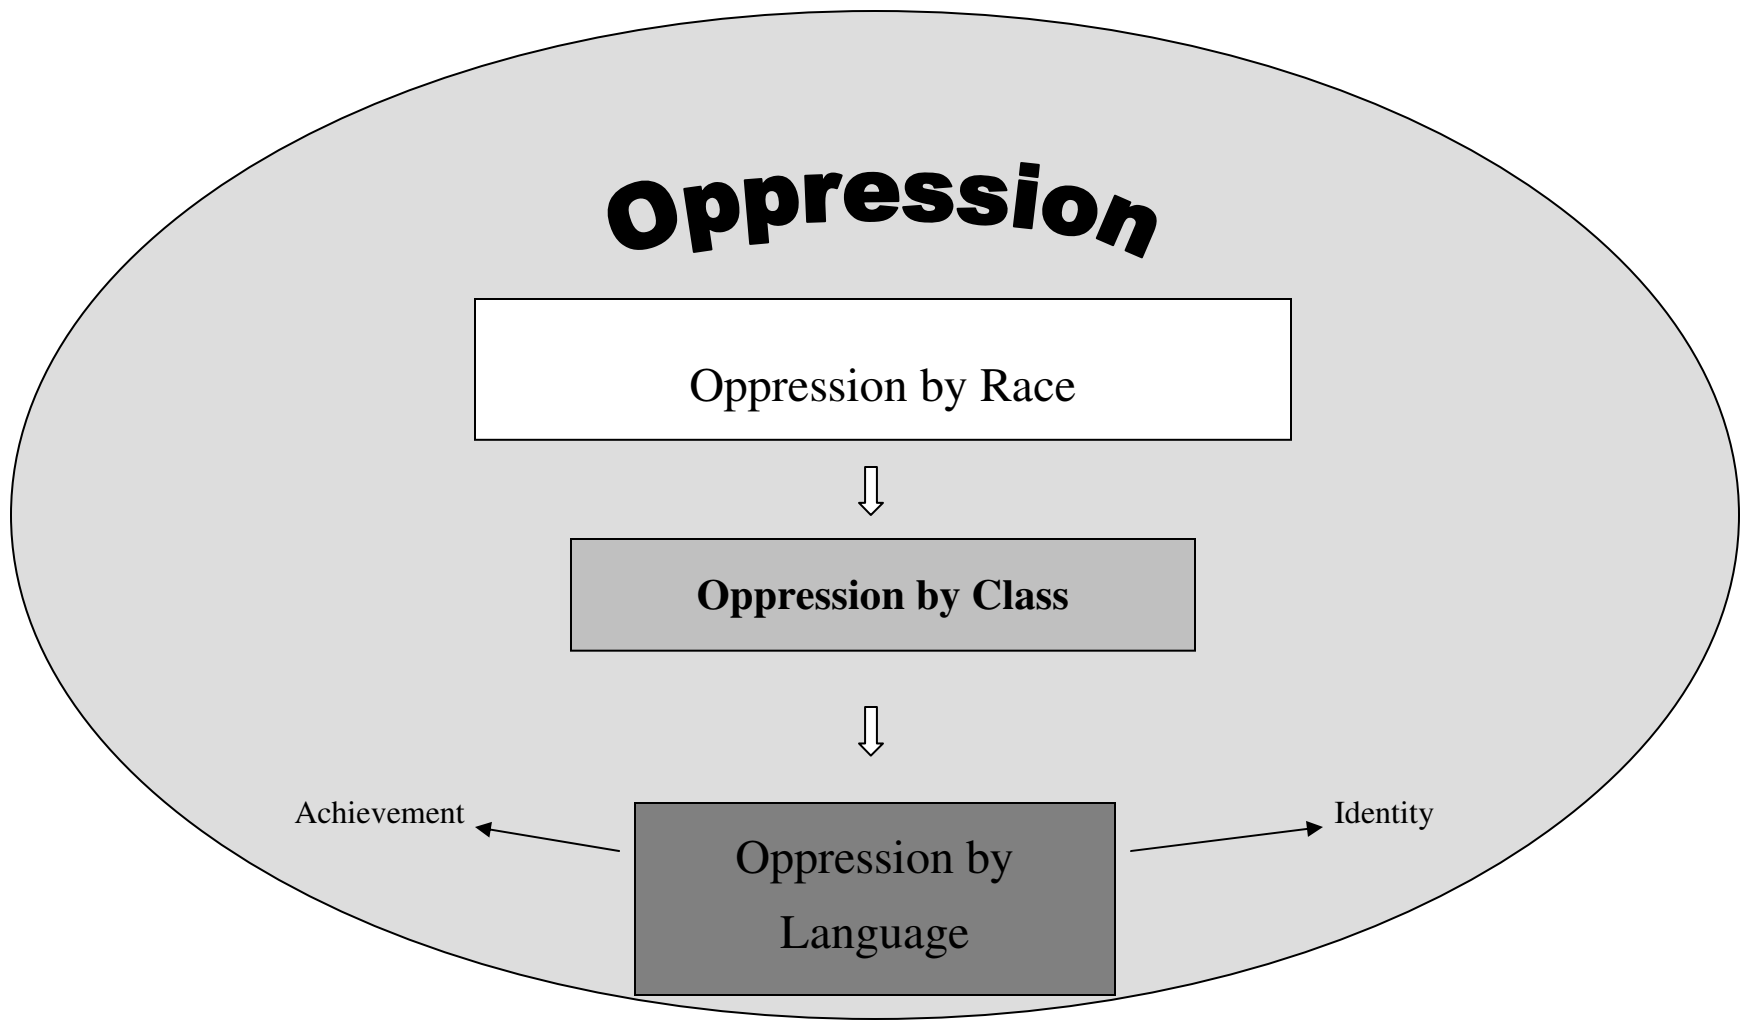 Oppression
Oppression by Race
Oppression by Class
Achievement
Identity
Oppression by
Language